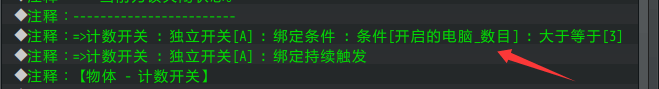 ◆注释：-----------------------
◆注释：=>计数开关 : 独立开关[A] : 绑定条件 : 条件[开启的电脑_数目] : 大于等于[3]
◆注释：=>计数开关 : 独立开关[A] : 绑定持续触发
◆注释：【物体 - 计数开关】